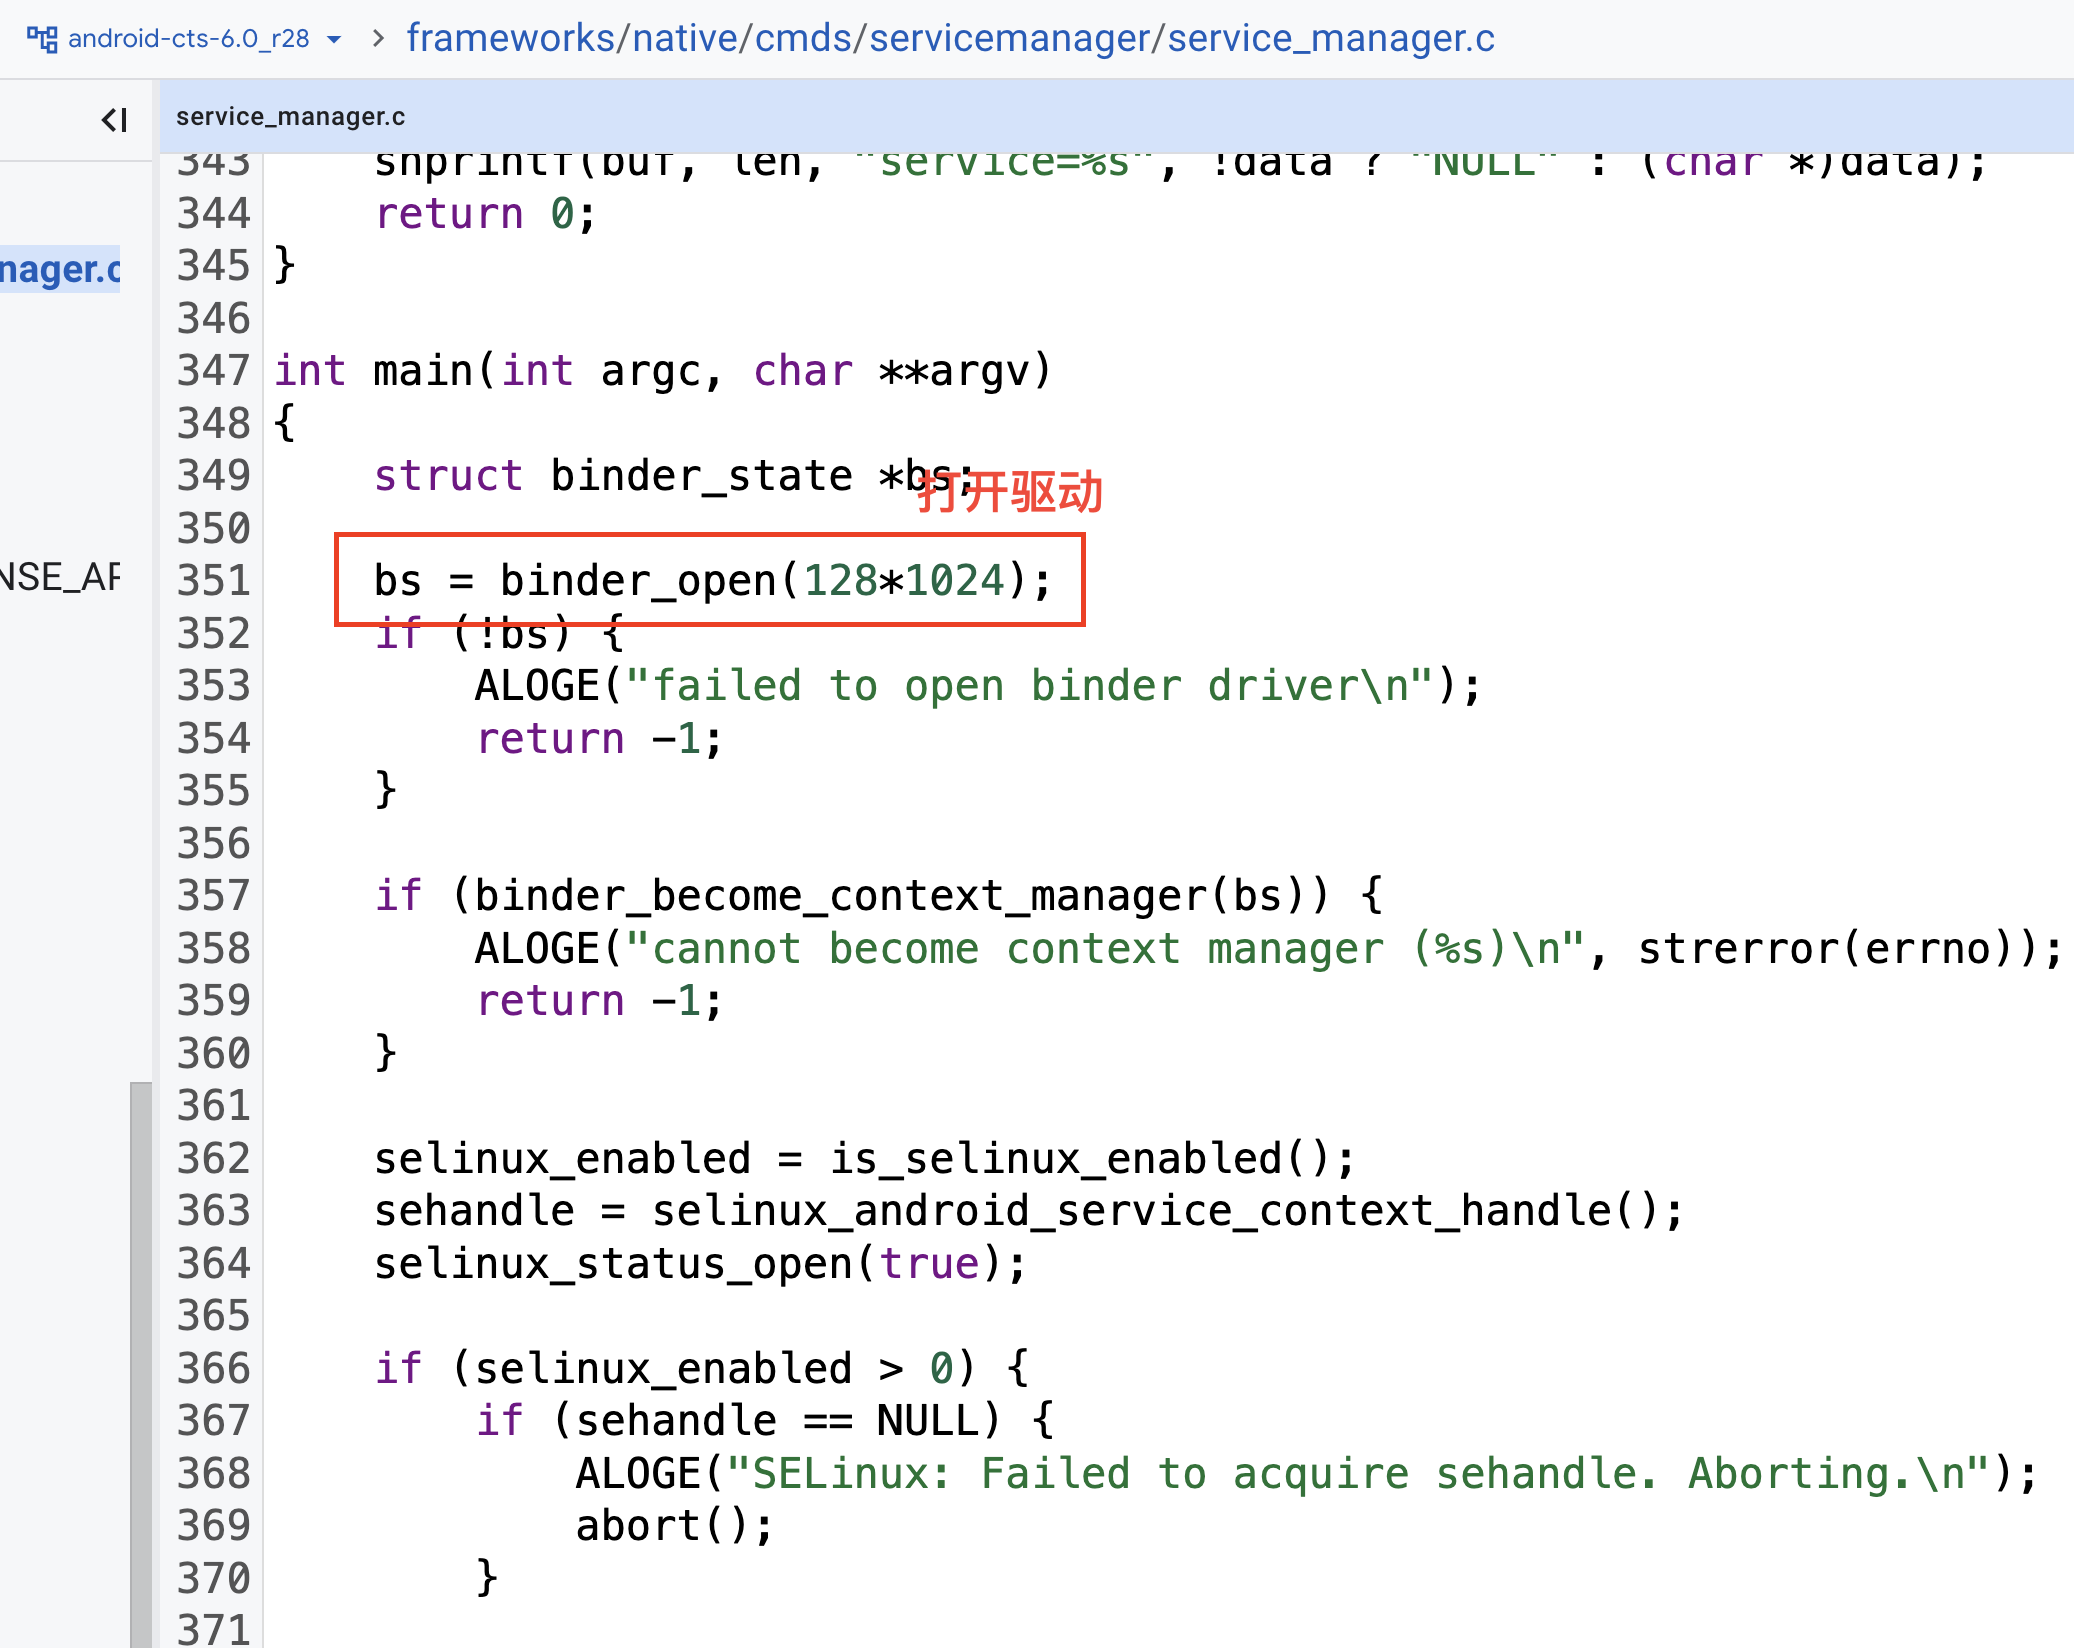 android-cts-6.0_r28 > frameworks/native/cmds/servicemanager/service_manager.c
service_manager.c
nager.c
NSE_AF
343     snprintf(buf, len, "service=%s", !data ? "NULL" : (char *)data);
344     return 0;
345 }
346
347 int main(int argc, char **argv)
348 {
349     struct binder_state *bs;
打开驱动
350
351     bs = binder_open(128*1024);
352     if (!bs) {
353         ALOGE("failed to open binder driver\n");
354         return -1;
355     }
356
357     if (binder_become_context_manager(bs)) {
358         ALOGE("cannot become context manager (%s)\n", strerror(errno));
359         return -1;
360     }
361
362     selinux_enabled = is_selinux_enabled();
363     sehandle = selinux_android_service_context_handle();
364     selinux_status_open(true);
365
366     if (selinux_enabled > 0) {
367         if (sehandle == NULL) {
368             ALOGE("SELinux: Failed to acquire sehandle. Aborting.\n");
369             abort();
370         }
371